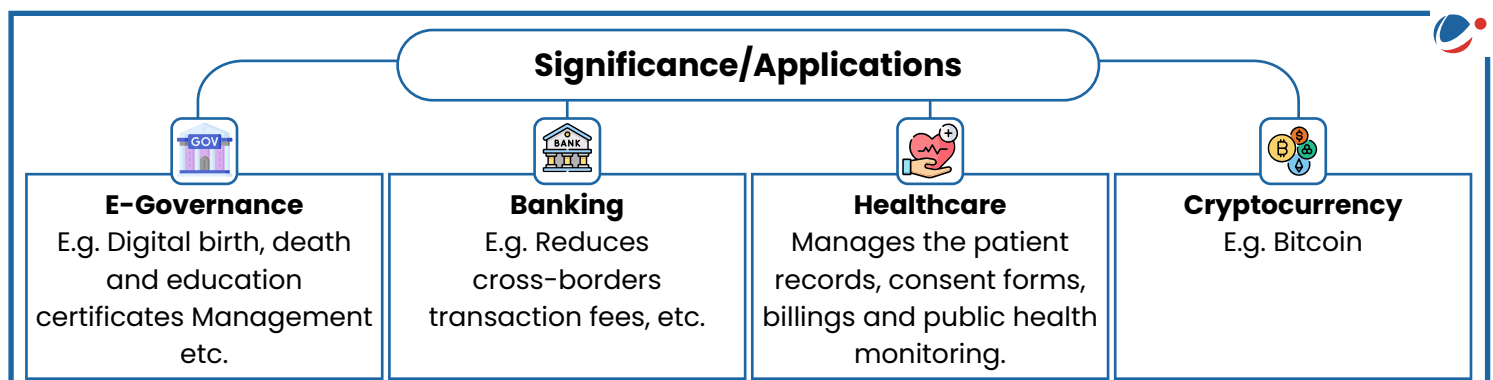 Significance/Applications
GOV
BANK
E-Governance
E.g. Digital birth, death
and education
certificates Management
etc.
Banking
E.g. Reduces
cross-borders
transaction fees, etc.
Healthcare
Manages the patient
records, consent forms,
billings and public health
monitoring.
Cryptocurrency
E.g. Bitcoin